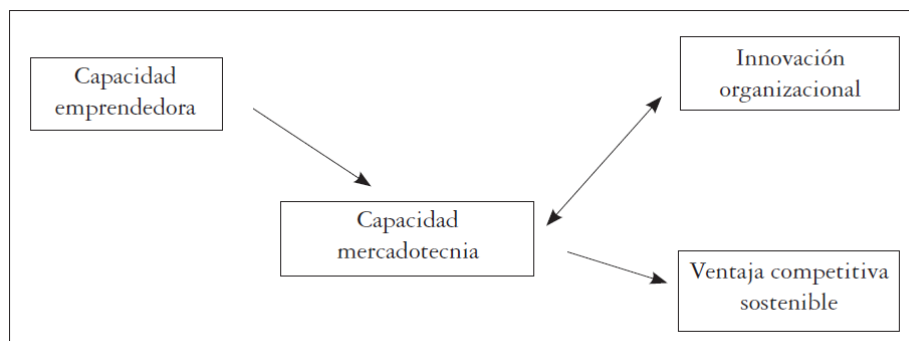 Capacidad
emprendedora
Innovación
organizacional
Capacidad
mercadotecnia
Ventaja competitiva
sostenible